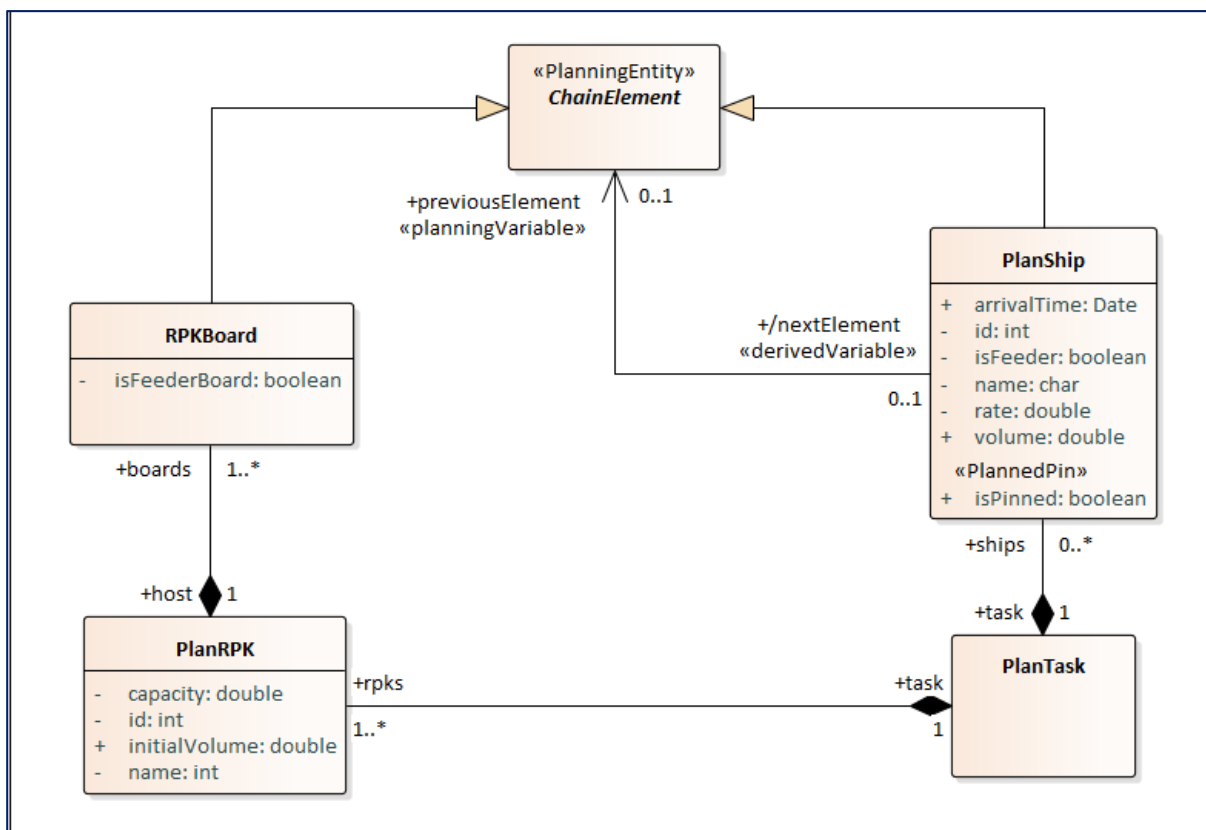 «PlanningEntity»
ChainElement
+previousElement
«planningVariable»
0..1
RPKBoard
- isFeederBoard: boolean
+/nextElement
«derivedVariable»
0..1
PlanShip
+ arrivalTime: Date
- id: int
- isFeeder: boolean
- name: char
- rate: double
+ volume: double
«PlannedPin»
+ isPinned: boolean
+boards
1..*
+host
1
PlanRPK
- capacity: double
- id: int
+ initialVolume: double
- name: int
+rpks
1..*
+task
1
+ships
0..*
+task
1
PlanTask